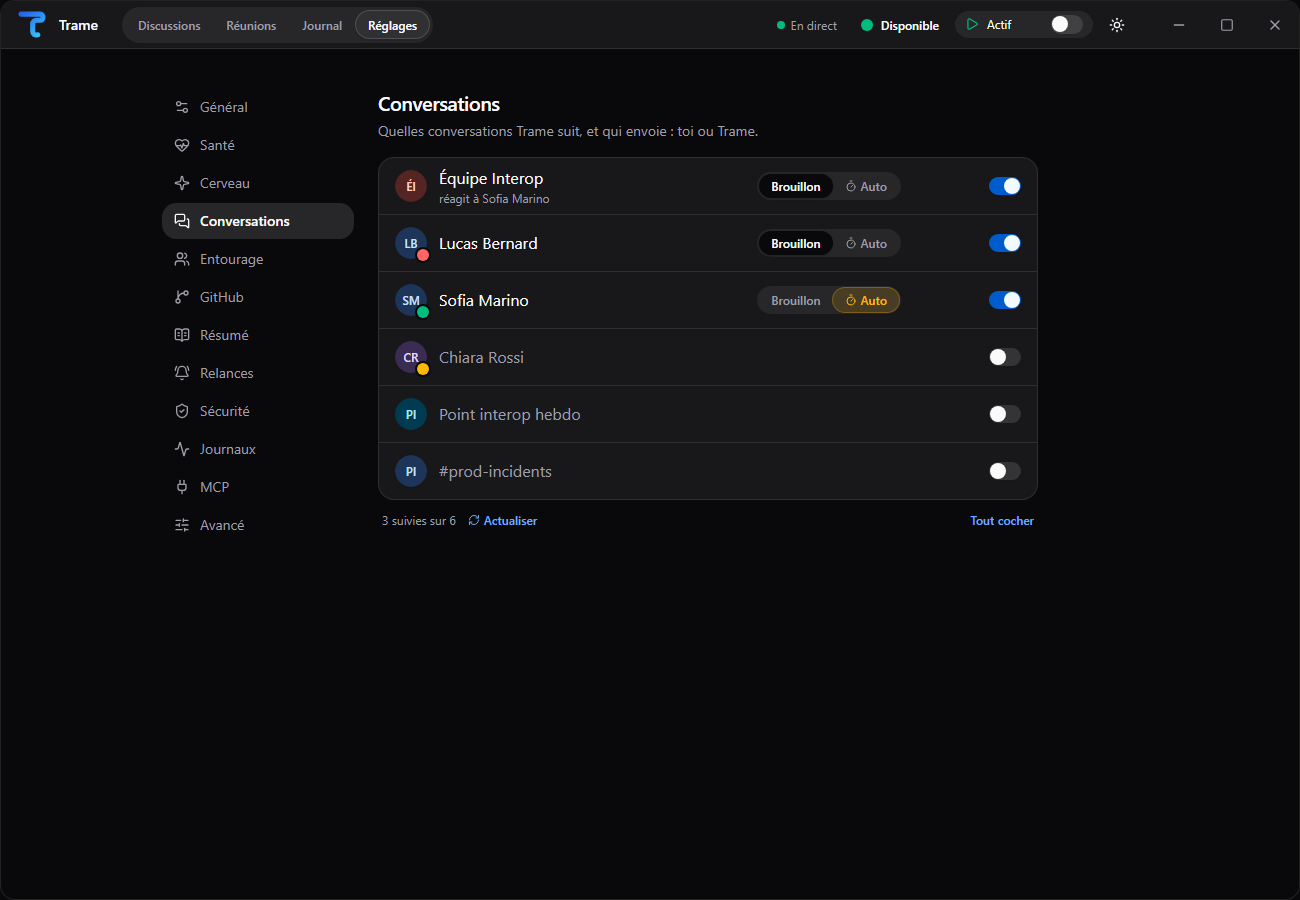 Trame
Discussions
Réunions
Journal
Réglages
En direct
Disponible
Actif
Général
Santé
Cerveau
Conversations
Entourage
GitHub
Résumé
Relances
Sécurité
Journaux
MCP
Avancé
Conversations
Quelles conversations Trame suit, et qui envoie : toi ou Trame.
ÉI
Équipe Interop
réagit à Sofia Marino
Brouillon
Auto
LB
Lucas Bernard
Brouillon
Auto
SM
Sofia Marino
Brouillon
Auto
CR
Chiara Rossi
PI
Point interop hebdo
PI
#prod-incidents
3 suivies sur 6
Actualiser
Tout cocher